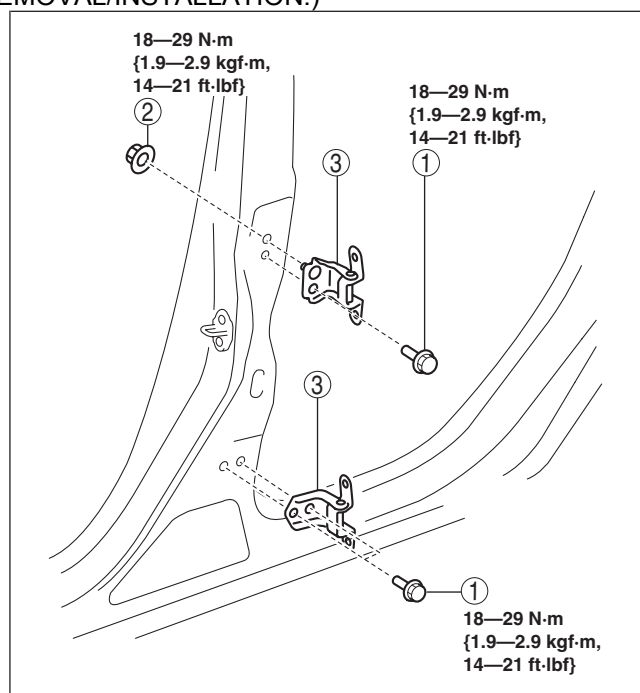 EMOVAL/INSTALLATION.)
18—29 N·m
{1.9—2.9 kgf·m,
14—21 ft·lbf}
②
18—29 N·m
{1.9—2.9 kgf·m,
14—21 ft·lbf}
③
①
③
①
18—29 N·m
{1.9—2.9 kgf·m,
14—21 ft·lbf}